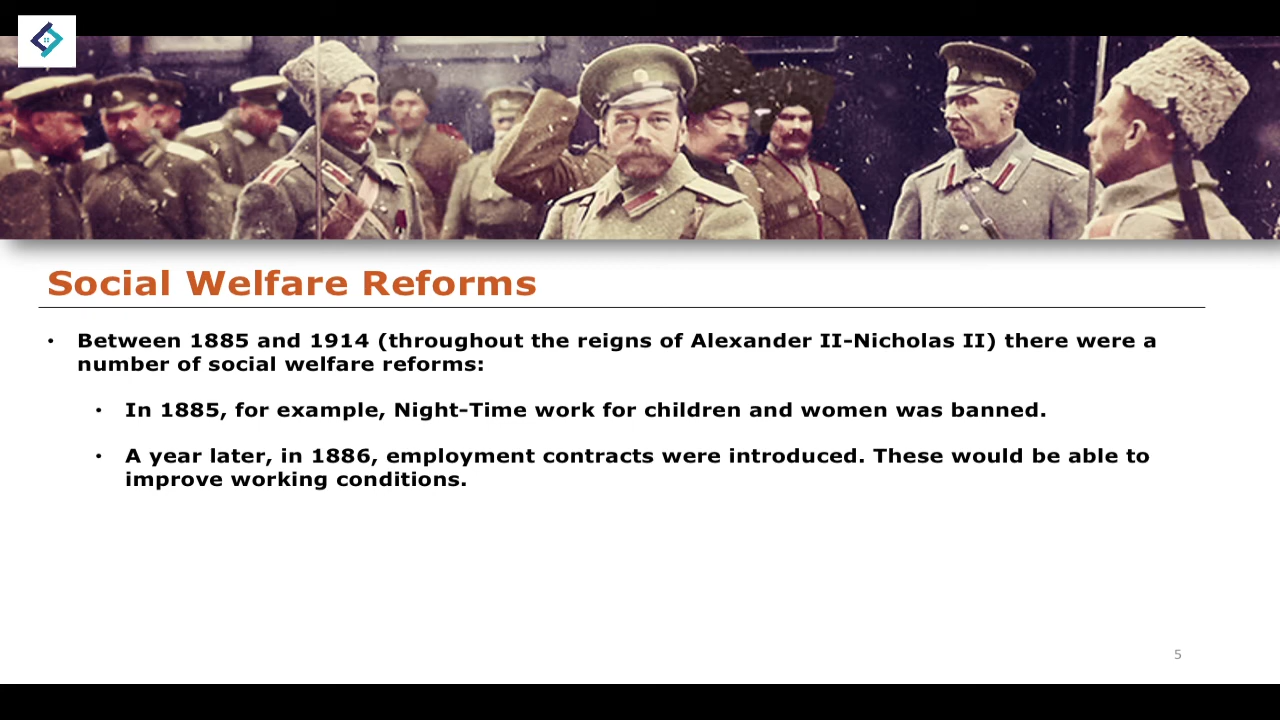 Social Welfare Reforms
• Between 1885 and 1914 (throughout the reigns of Alexander II-Nicholas II) there were a
number of social welfare reforms:
• In 1885, for example, Night-Time work for children and women was banned.
• A year later, in 1886, employment contracts were introduced. These would be able to
improve working conditions.
5